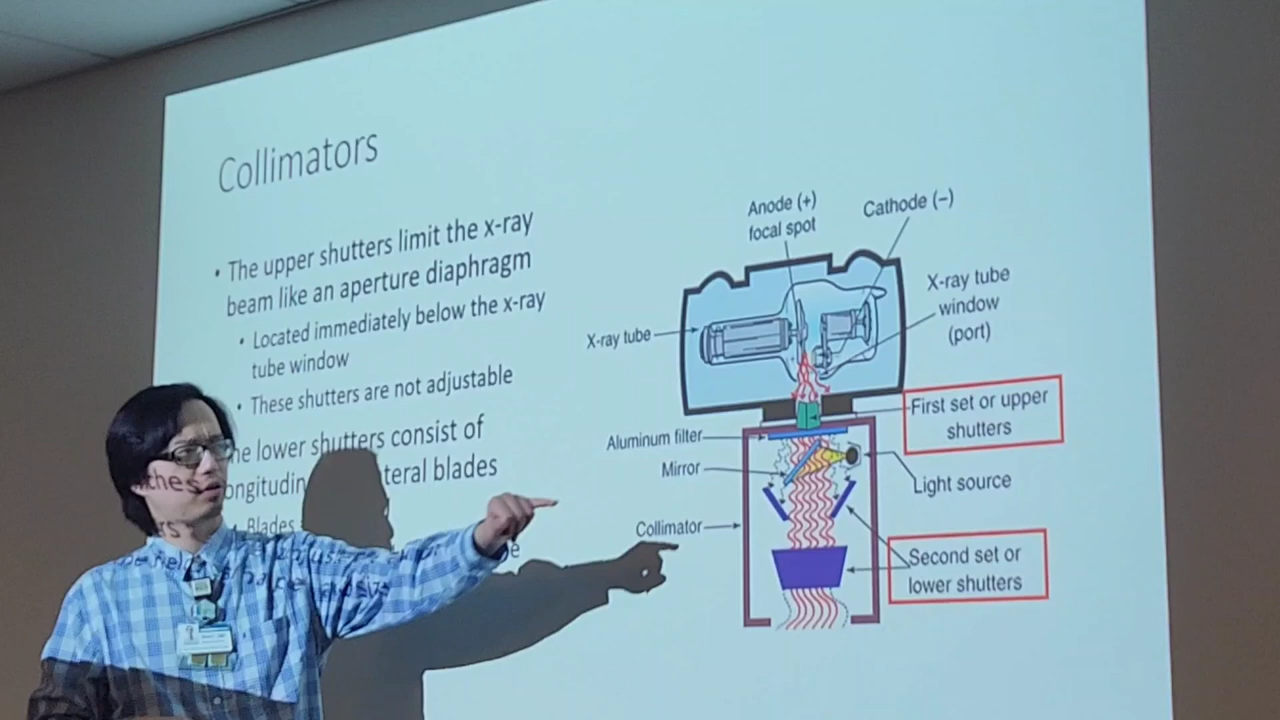 Collimators
• The upper shutters limit the x-ray
beam like an aperture diaphragm
• Located immediately below the x-ray
tube window
• These shutters are not adjustable
he lower shutters consist of
ongitudin teral blades
Blades
Anode (+)
focal spot
Cathode (−)
X-ray tube
window
(port)
X-ray tube
First set or upper
shutters
Aluminum filter
Mirror
Light source
Collimator
Second set or
lower shutters